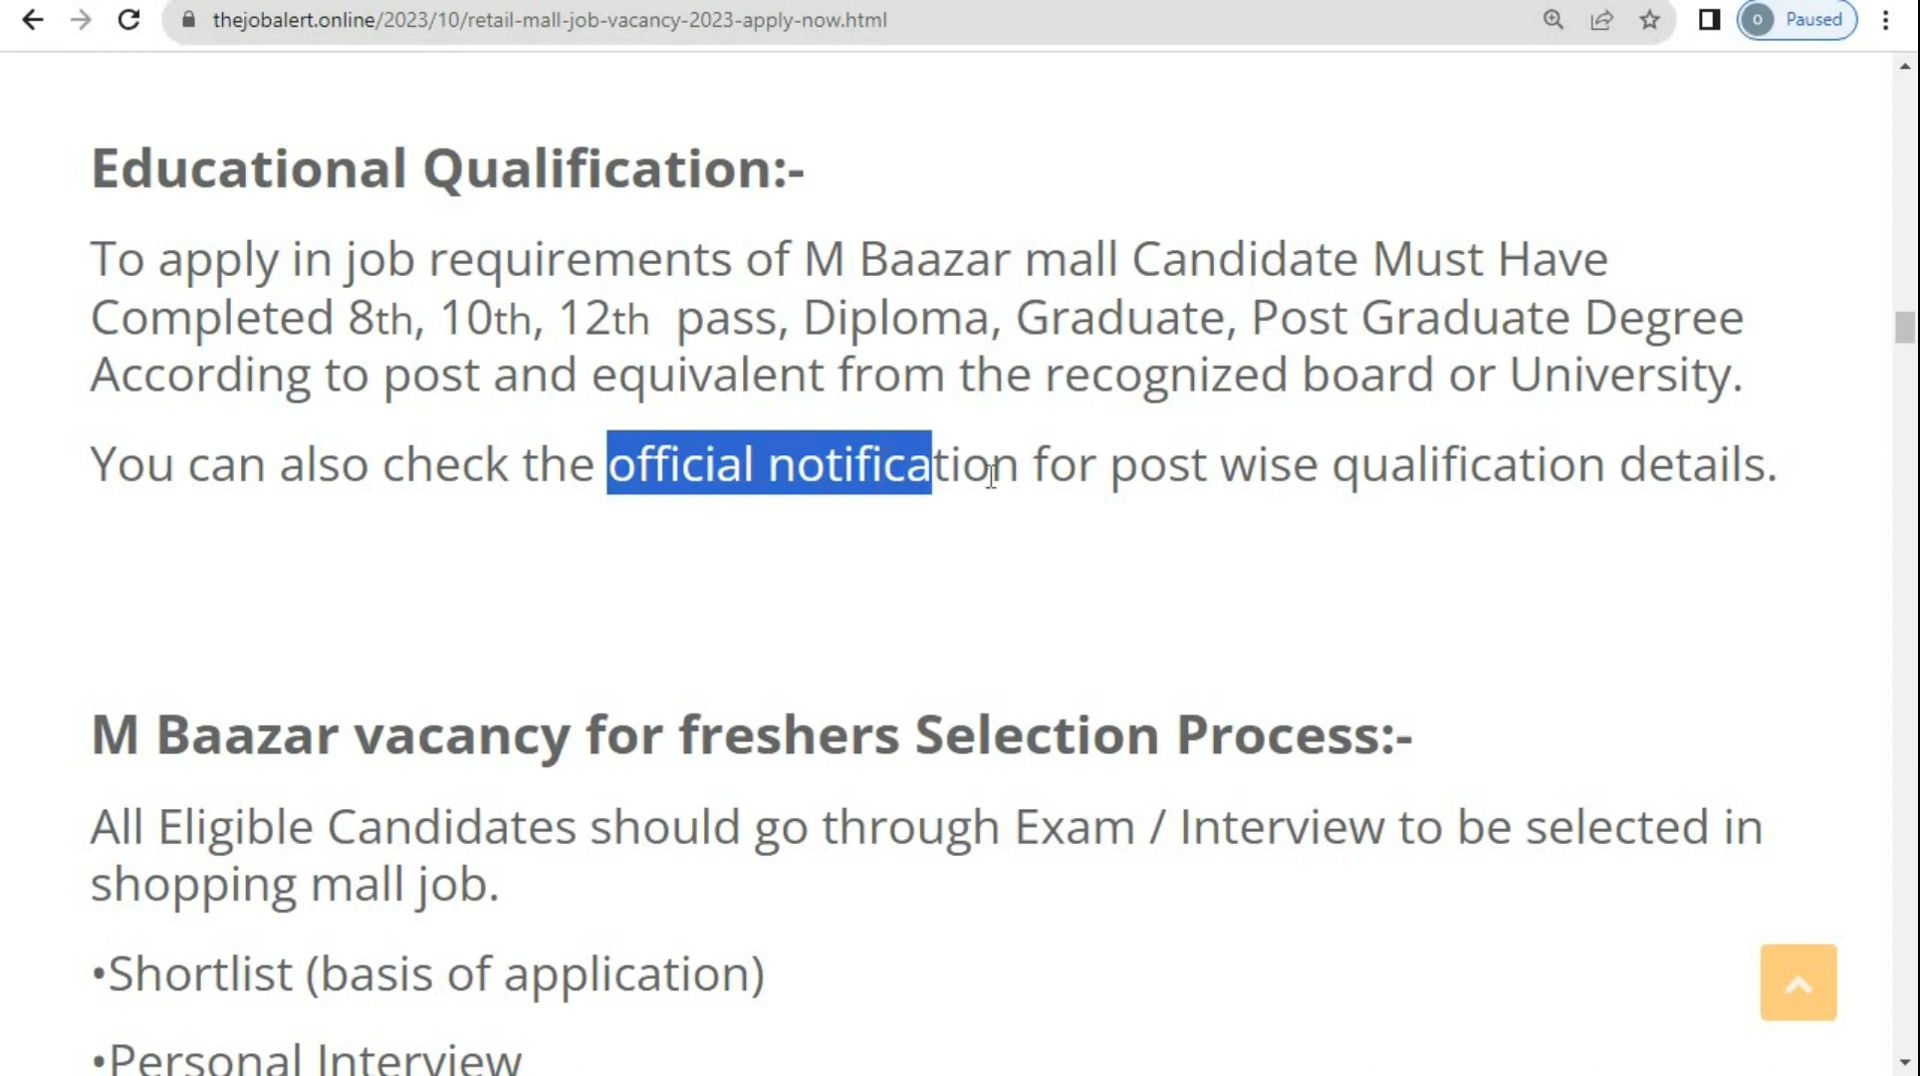 thejobalert.online/2023/10/retail-mall-job-vacancy-2023-apply-now.html
o Paused
Educational Qualification:-
To apply in job requirements of M Baazar mall Candidate Must Have
Completed 8th, 10th, 12th pass, Diploma, Graduate, Post Graduate Degree
According to post and equivalent from the recognized board or University.
You can also check the official notification for post wise qualification details.
M Baazar vacancy for freshers Selection Process:-
All Eligible Candidates should go through Exam / Interview to be selected in
shopping mall job.
•Shortlist (basis of application)
•Personal Interview